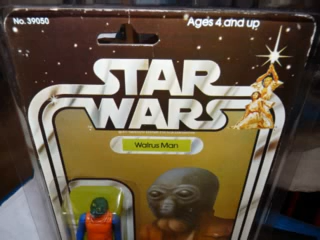 No. 39050
Ages 4 and up
STAR
WARS
Walrus Man